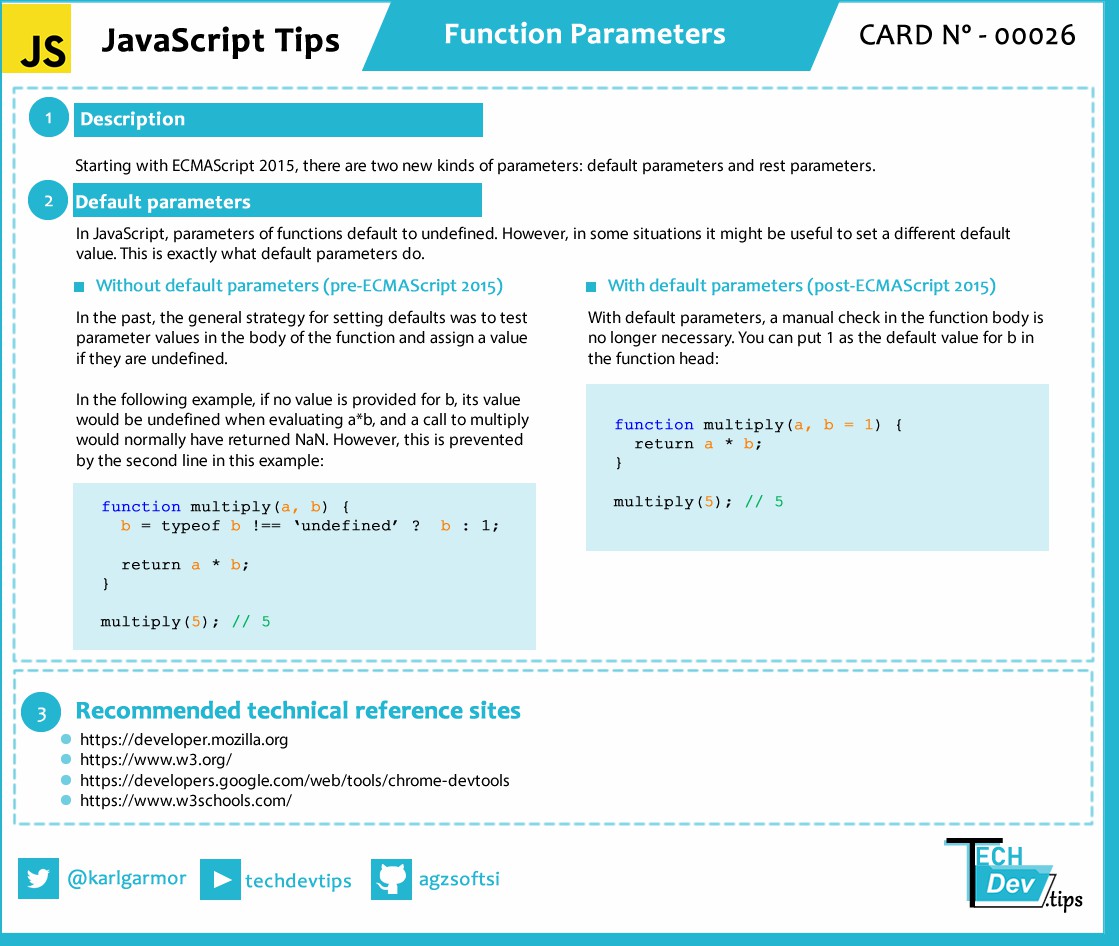 JS
JavaScript Tips
Function Parameters
CARD Nº - 00026
1
Description
Starting with ECMAScript 2015, there are two new kinds of parameters: default parameters and rest parameters.
2
Default parameters
In JavaScript, parameters of functions default to undefined. However, in some situations it might be useful to set a different default
value. This is exactly what default parameters do.
Without default parameters (pre-ECMAScript 2015)
In the past, the general strategy for setting defaults was to test
parameter values in the body of the function and assign a value
if they are undefined.
In the following example, if no value is provided for b, its value
would be undefined when evaluating a*b, and a call to multiply
would normally have returned NaN. However, this is prevented
by the second line in this example:
function multiply(a, b) {
  b = typeof b !== ‘undefined’ ?  b : 1;
  return a * b;
}
multiply(5); // 5
With default parameters (post-ECMAScript 2015)
With default parameters, a manual check in the function body is
no longer necessary. You can put 1 as the default value for b in
the function head:
function multiply(a, b = 1) {
  return a * b;
}
multiply(5); // 5
3
Recommended technical reference sites
https://developer.mozilla.org
https://www.w3.org/
https://developers.google.com/web/tools/chrome-devtools
https://www.w3schools.com/
@karlgarmor
techdevtips
agzsoftsi
TECH
Dev
.tips